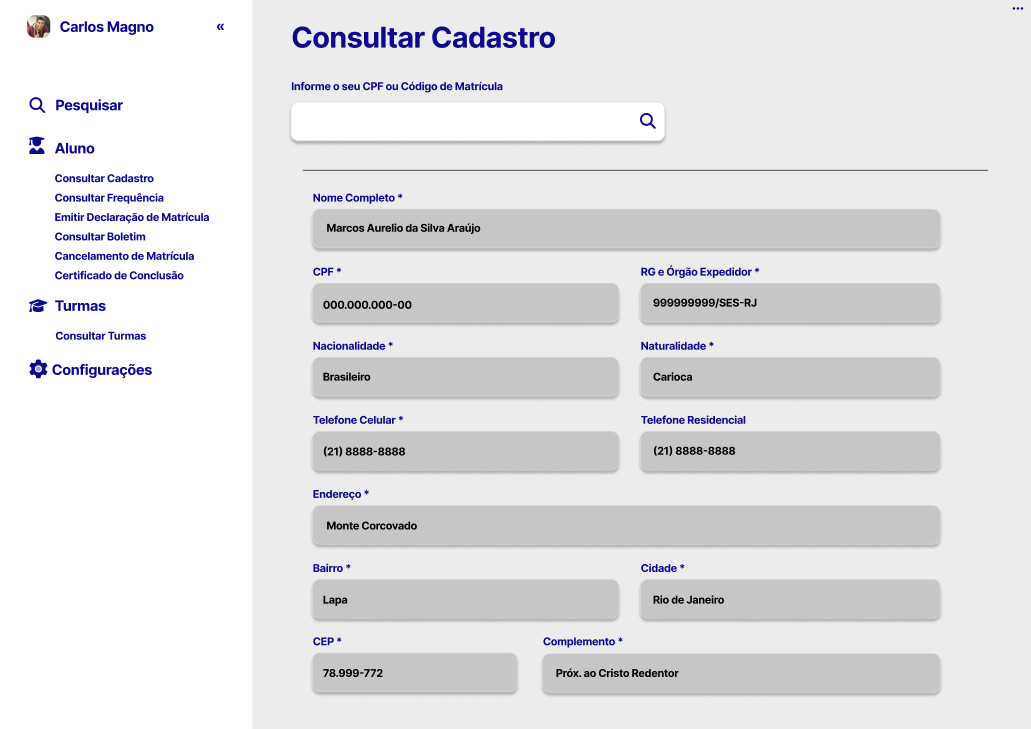 Carlos Magno «
Pesquisar
Aluno
Consultar Cadastro
Consultar Frequência
Emitir Declaração de Matrícula
Consultar Boletim
Cancelamento de Matrícula
Certificado de Conclusão
Turmas
Consultar Turmas
Configurações
Consultar Cadastro
Informe o seu CPF ou Código de Matrícula
Nome Completo *
Marcos Aurelio da Silva Araújo
CPF *
000.000.000-00
RG e Órgão Expedidor *
999999999/SES-RJ
Nacionalidade *
Brasileiro
Naturalidade *
Carioca
Telefone Celular *
(21) 8888-8888
Telefone Residencial
(21) 8888-8888
Endereço *
Monte Corcovado
Bairro *
Lapa
Cidade *
Rio de Janeiro
CEP *
78.999-772
Complemento *
Próx. ao Cristo Redentor